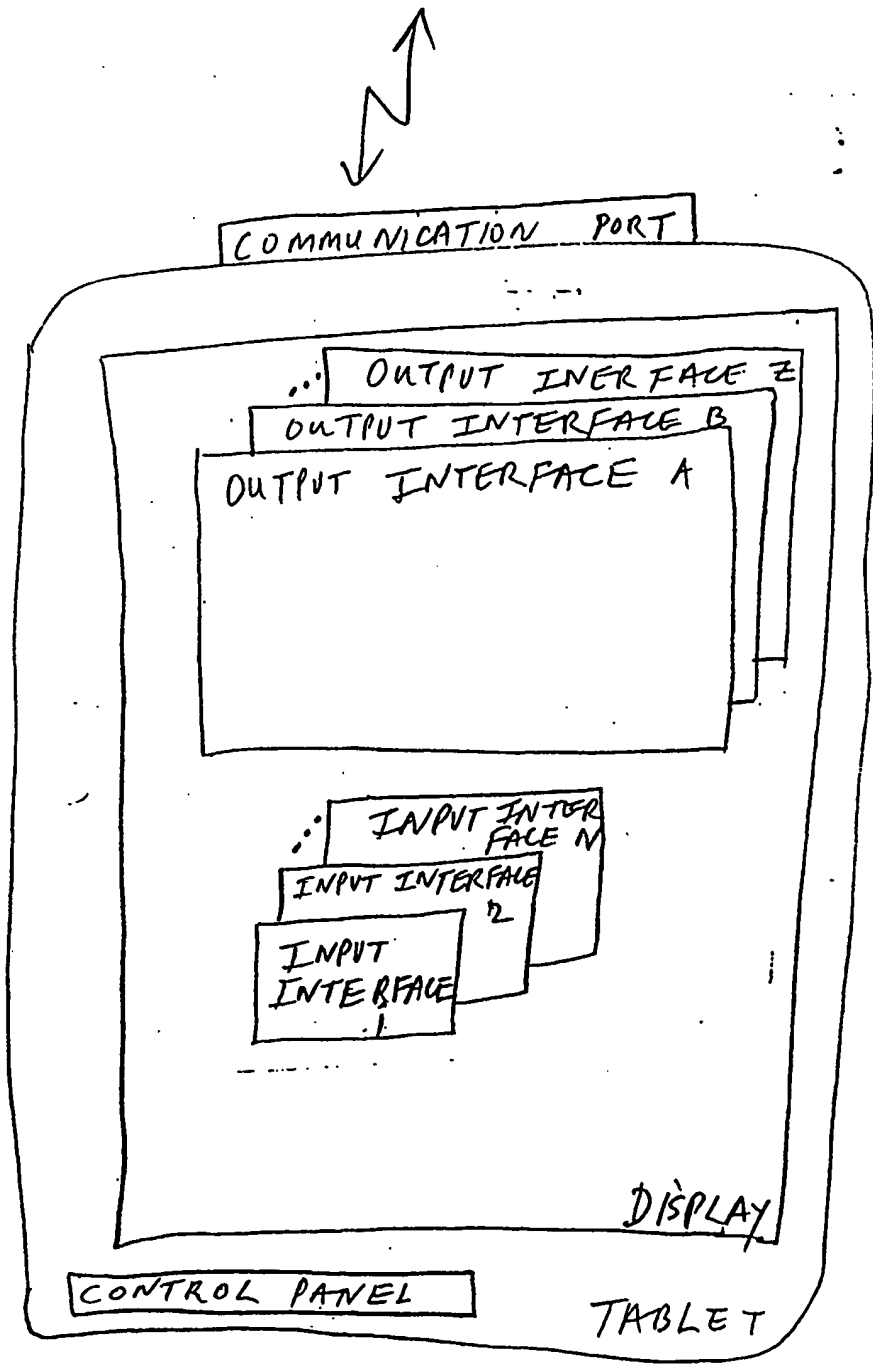 COMMUNICATION PORT
OUTPUT INERFACE Z
OUTPUT INTERFACE B
OUTPUT INTERFACE A
INPUT INTER
FACE N
INPUT INTERFACE
2
INPUT
INTERFACE
1
DISPLAY
CONTROL PANEL
TABLET